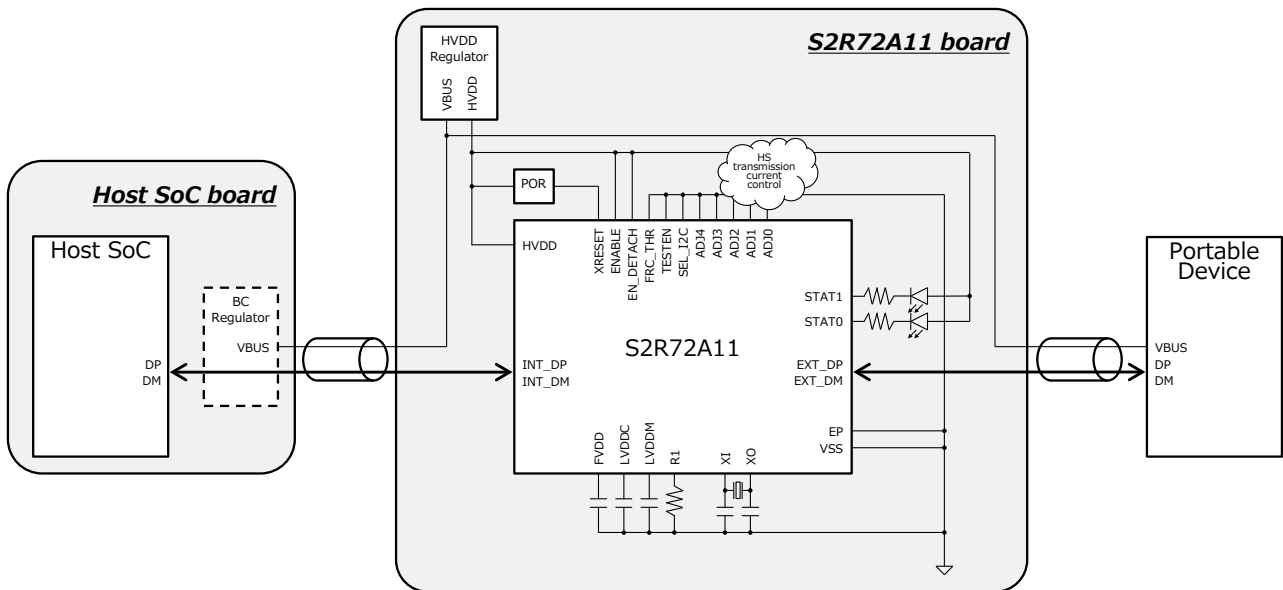 S2R72A11 board
HVDD
Regulator
VBUS
HVDD
HS
transmission
current
control
Host SoC board
POR
Host SoC
HVDD
XRESET
ENABLE
EN_DETACH
FRC_THR
TESTEN
SEL_I2C
ADJ4
ADJ3
ADJ2
ADJ1
ADJ0
Portable
Device
BC
Regulator
STAT1
STAT0
VBUS
S2R72A11
VBUS
DP
DM
INT_DP
INT_DM
EXT_DP
EXT_DM
DP
DM
EP
VSS
FVDD
LVDDC
LVDDM
R1
XI
XO